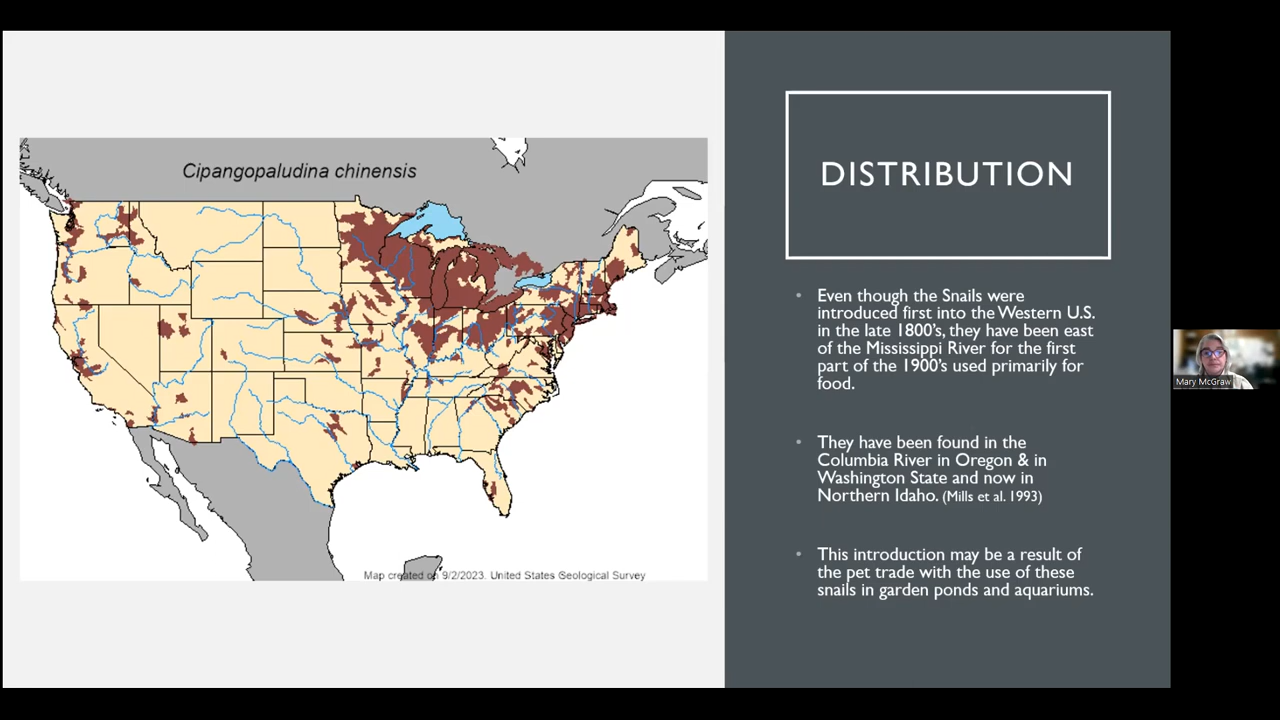 Cipangopaludina chinensis
Map created on 9/2/2023. United States Geological Survey
DISTRIBUTION
• Even though the Snails were
introduced first into the Western U.S.
in the late 1800's, they have been east
of the Mississippi River for the first
part of the 1900's used primarily for
food.
• They have been found in the
Columbia River in Oregon & in
Washington State and now in
Northern Idaho. (Mills et al. 1993)
• This introduction may be a result of
the pet trade with the use of these
snails in garden ponds and aquariums.
Mary McGraw